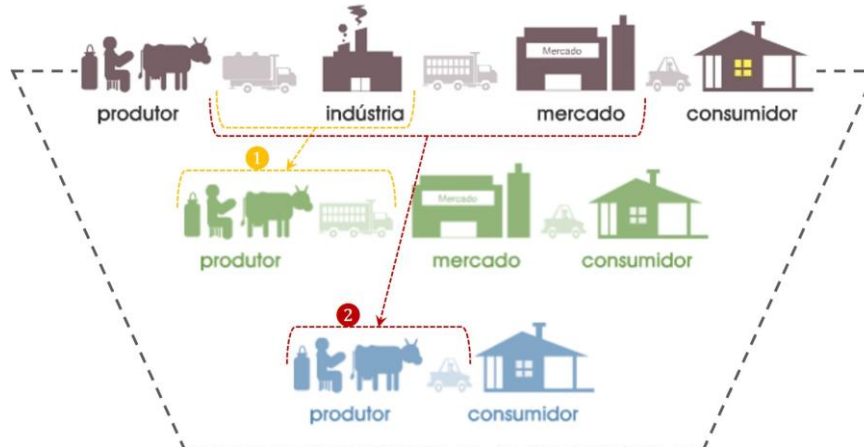 Mercado
produtor indústria mercado consumidor
1
Mercado
produtor mercado consumidor
2
produtor consumidor